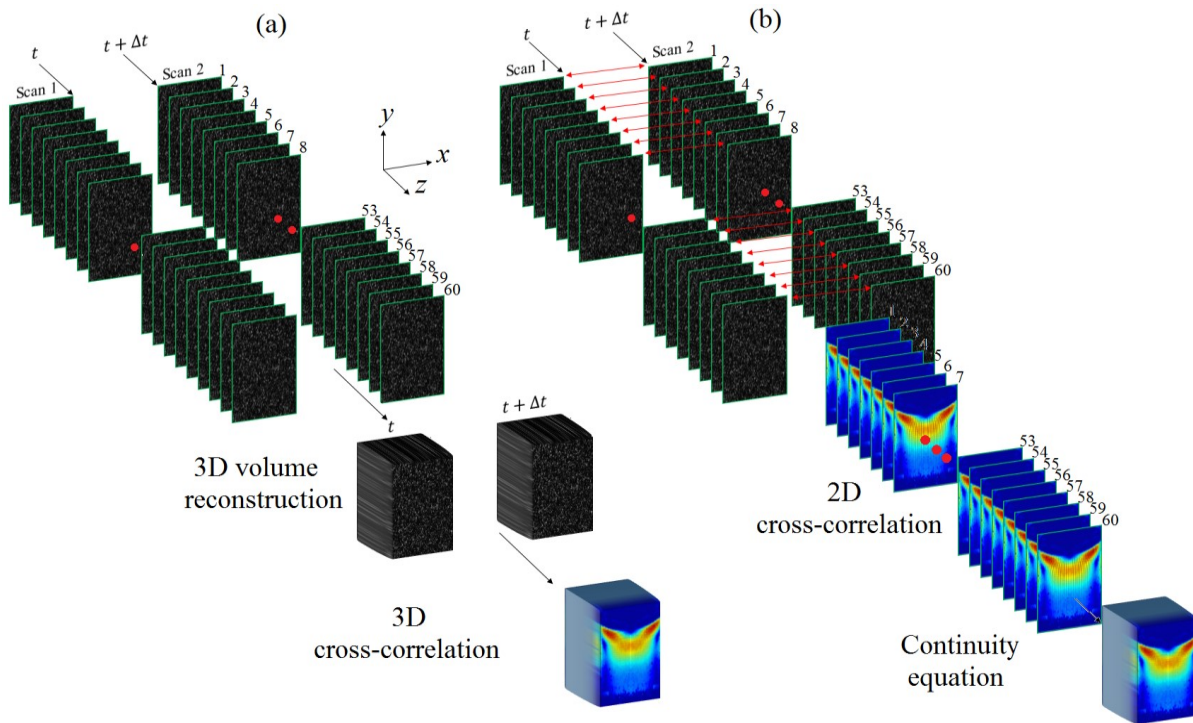 (a)
t
t + Δt
Scan 1
Scan 2
1
2
3
4
5
6
7
8
y
x
z
53
54
55
56
57
58
59
60
t
t + Δt
3D volume
reconstruction
3D
cross-correlation
(b)
t
t + Δt
Scan 1
Scan 2
1
2
3
4
5
6
7
8
53
54
55
56
57
58
59
60
1
2
3
4
5
6
7
2D
cross-correlation
53
54
55
56
57
58
59
60
Continuity
equation